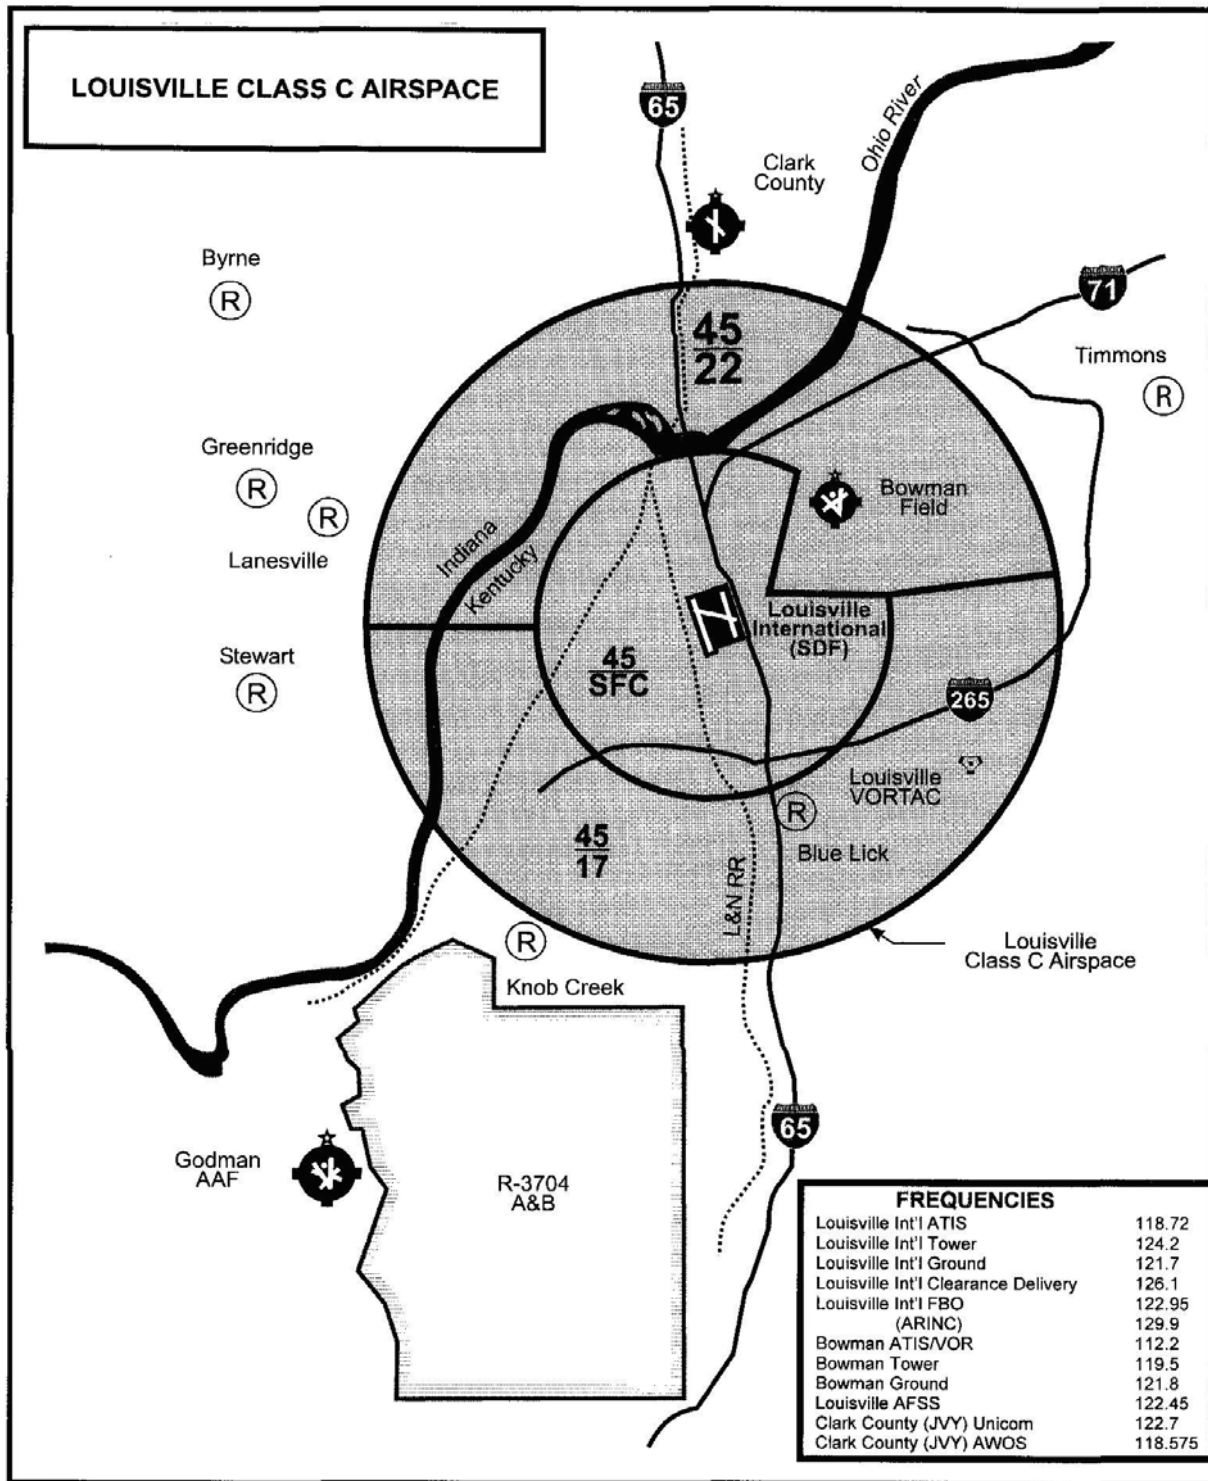 LOUISVILLE CLASS C AIRSPACE
INTERSTATE
65
Ohio River
Clark
County
Byrne
R
INTERSTATE
71
45
22
Timmons
R
Greenridge
R
R
Lanesville
Bowman
Field
Indiana
Kentucky
Louisville
International
(SDF)
Stewart
R
45
SFC
265
Louisville
VORTAC
R
Blue Lick
45
17
L&N RR
R
Knob Creek
Louisville
Class C Airspace
INTERSTATE
65
Godman
AAF
R-3704
A&B
FREQUENCIES
Louisville Int'l ATIS 118.72
Louisville Int'l Tower 124.2
Louisville Int'l Ground 121.7
Louisville Int'l Clearance Delivery 126.1
Louisville Int'l FBO 122.95
(ARINC) 129.9
Bowman ATIS/VOR 112.2
Bowman Tower 119.5
Bowman Ground 121.8
Louisville AFSS 122.45
Clark County (JVY) Unicom 122.7
Clark County (JVY) AWOS 118.575